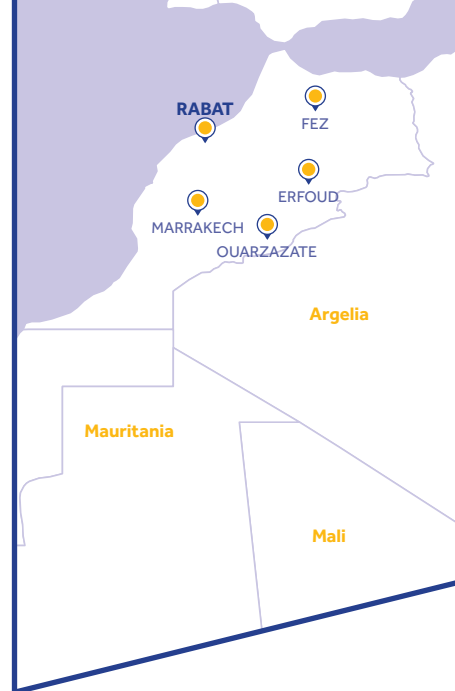 RABAT
FEZ
ERFOUD
MARRAKECH
OUARZAZATE
Argelia
Mauritania
Mali